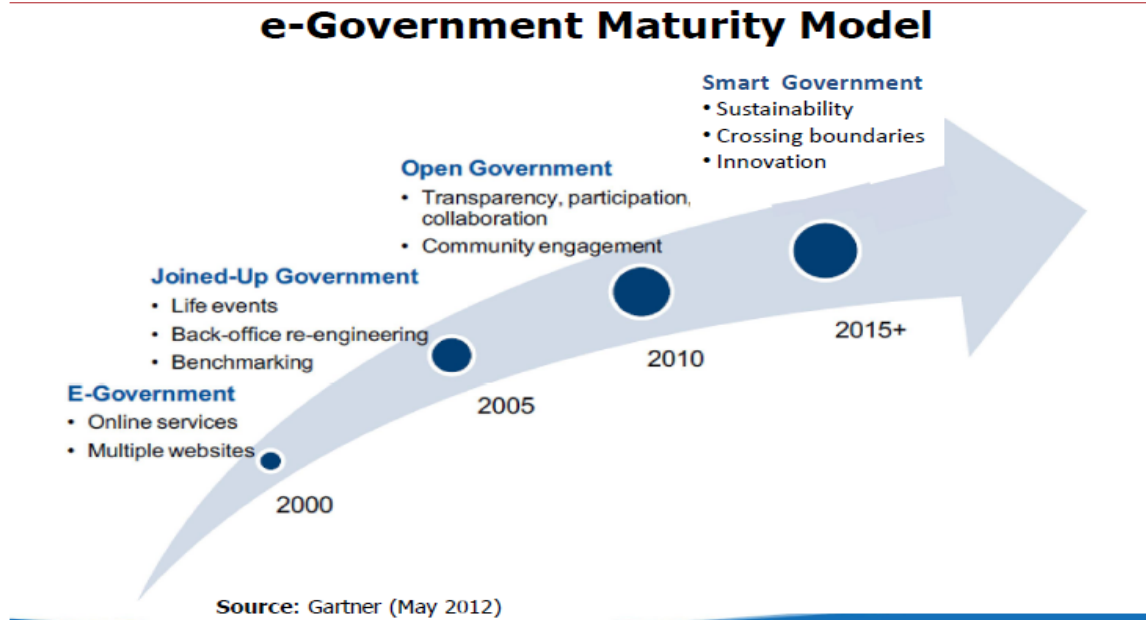 e-Government Maturity Model
Smart Government
• Sustainability
• Crossing boundaries
• Innovation
Open Government
• Transparency, participation,
collaboration
• Community engagement
Joined-Up Government
• Life events
• Back-office re-engineering
• Benchmarking
E-Government
• Online services
• Multiple websites
2000
2005
2010
2015+
Source: Gartner (May 2012)